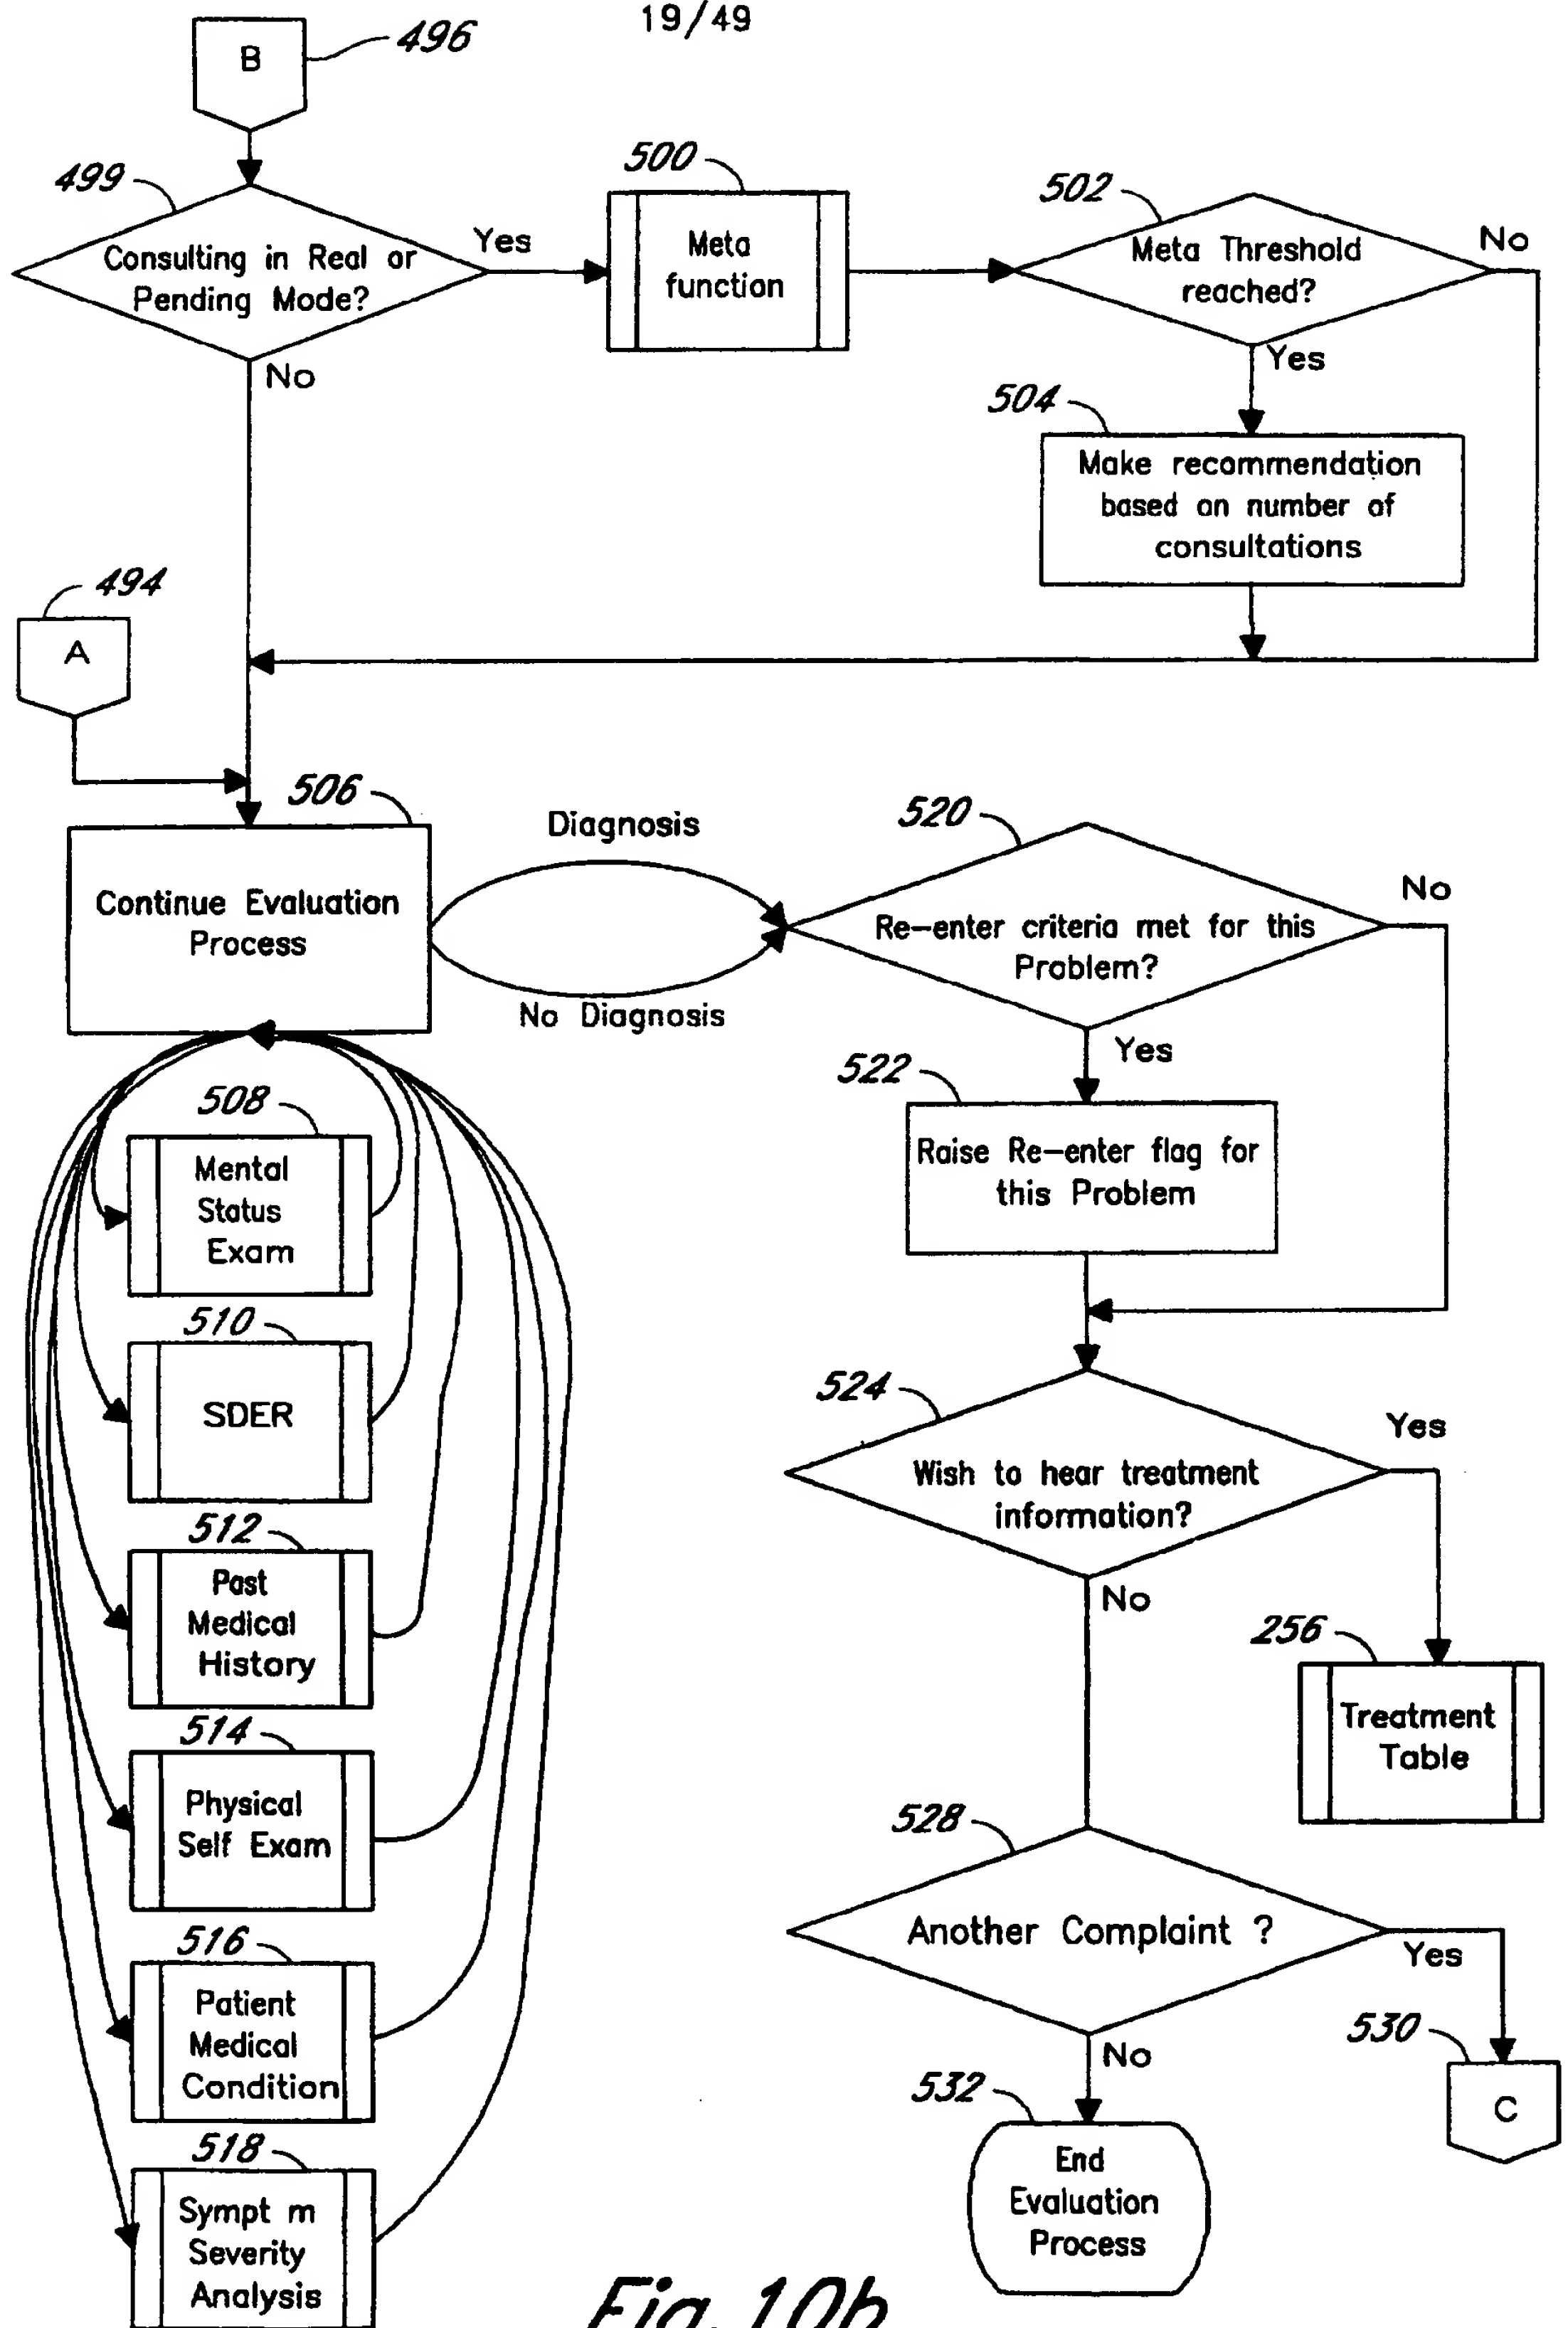 19/49
B
496
499
Consulting in Real or
Pending Mode?
Yes
No
500
Meta
function
502
Meta Threshold
reached?
No
Yes
504
Make recommendation
based on number of
consultations
494
A
506
Continue Evaluation
Process
Diagnosis
No Diagnosis
520
Re-enter criteria met for this
Problem?
No
Yes
522
Raise Re-enter flag for
this Problem
508
Mental
Status
Exam
510
SDER
512
Past
Medical
History
514
Physical
Self Exam
516
Patient
Medical
Condition
518
Sympt m
Severity
Analysis
524
Wish to hear treatment
information?
Yes
No
256
Treatment
Table
528
Another Complaint ?
Yes
No
530
C
532
End
Evaluation
Process
Fig. 10b